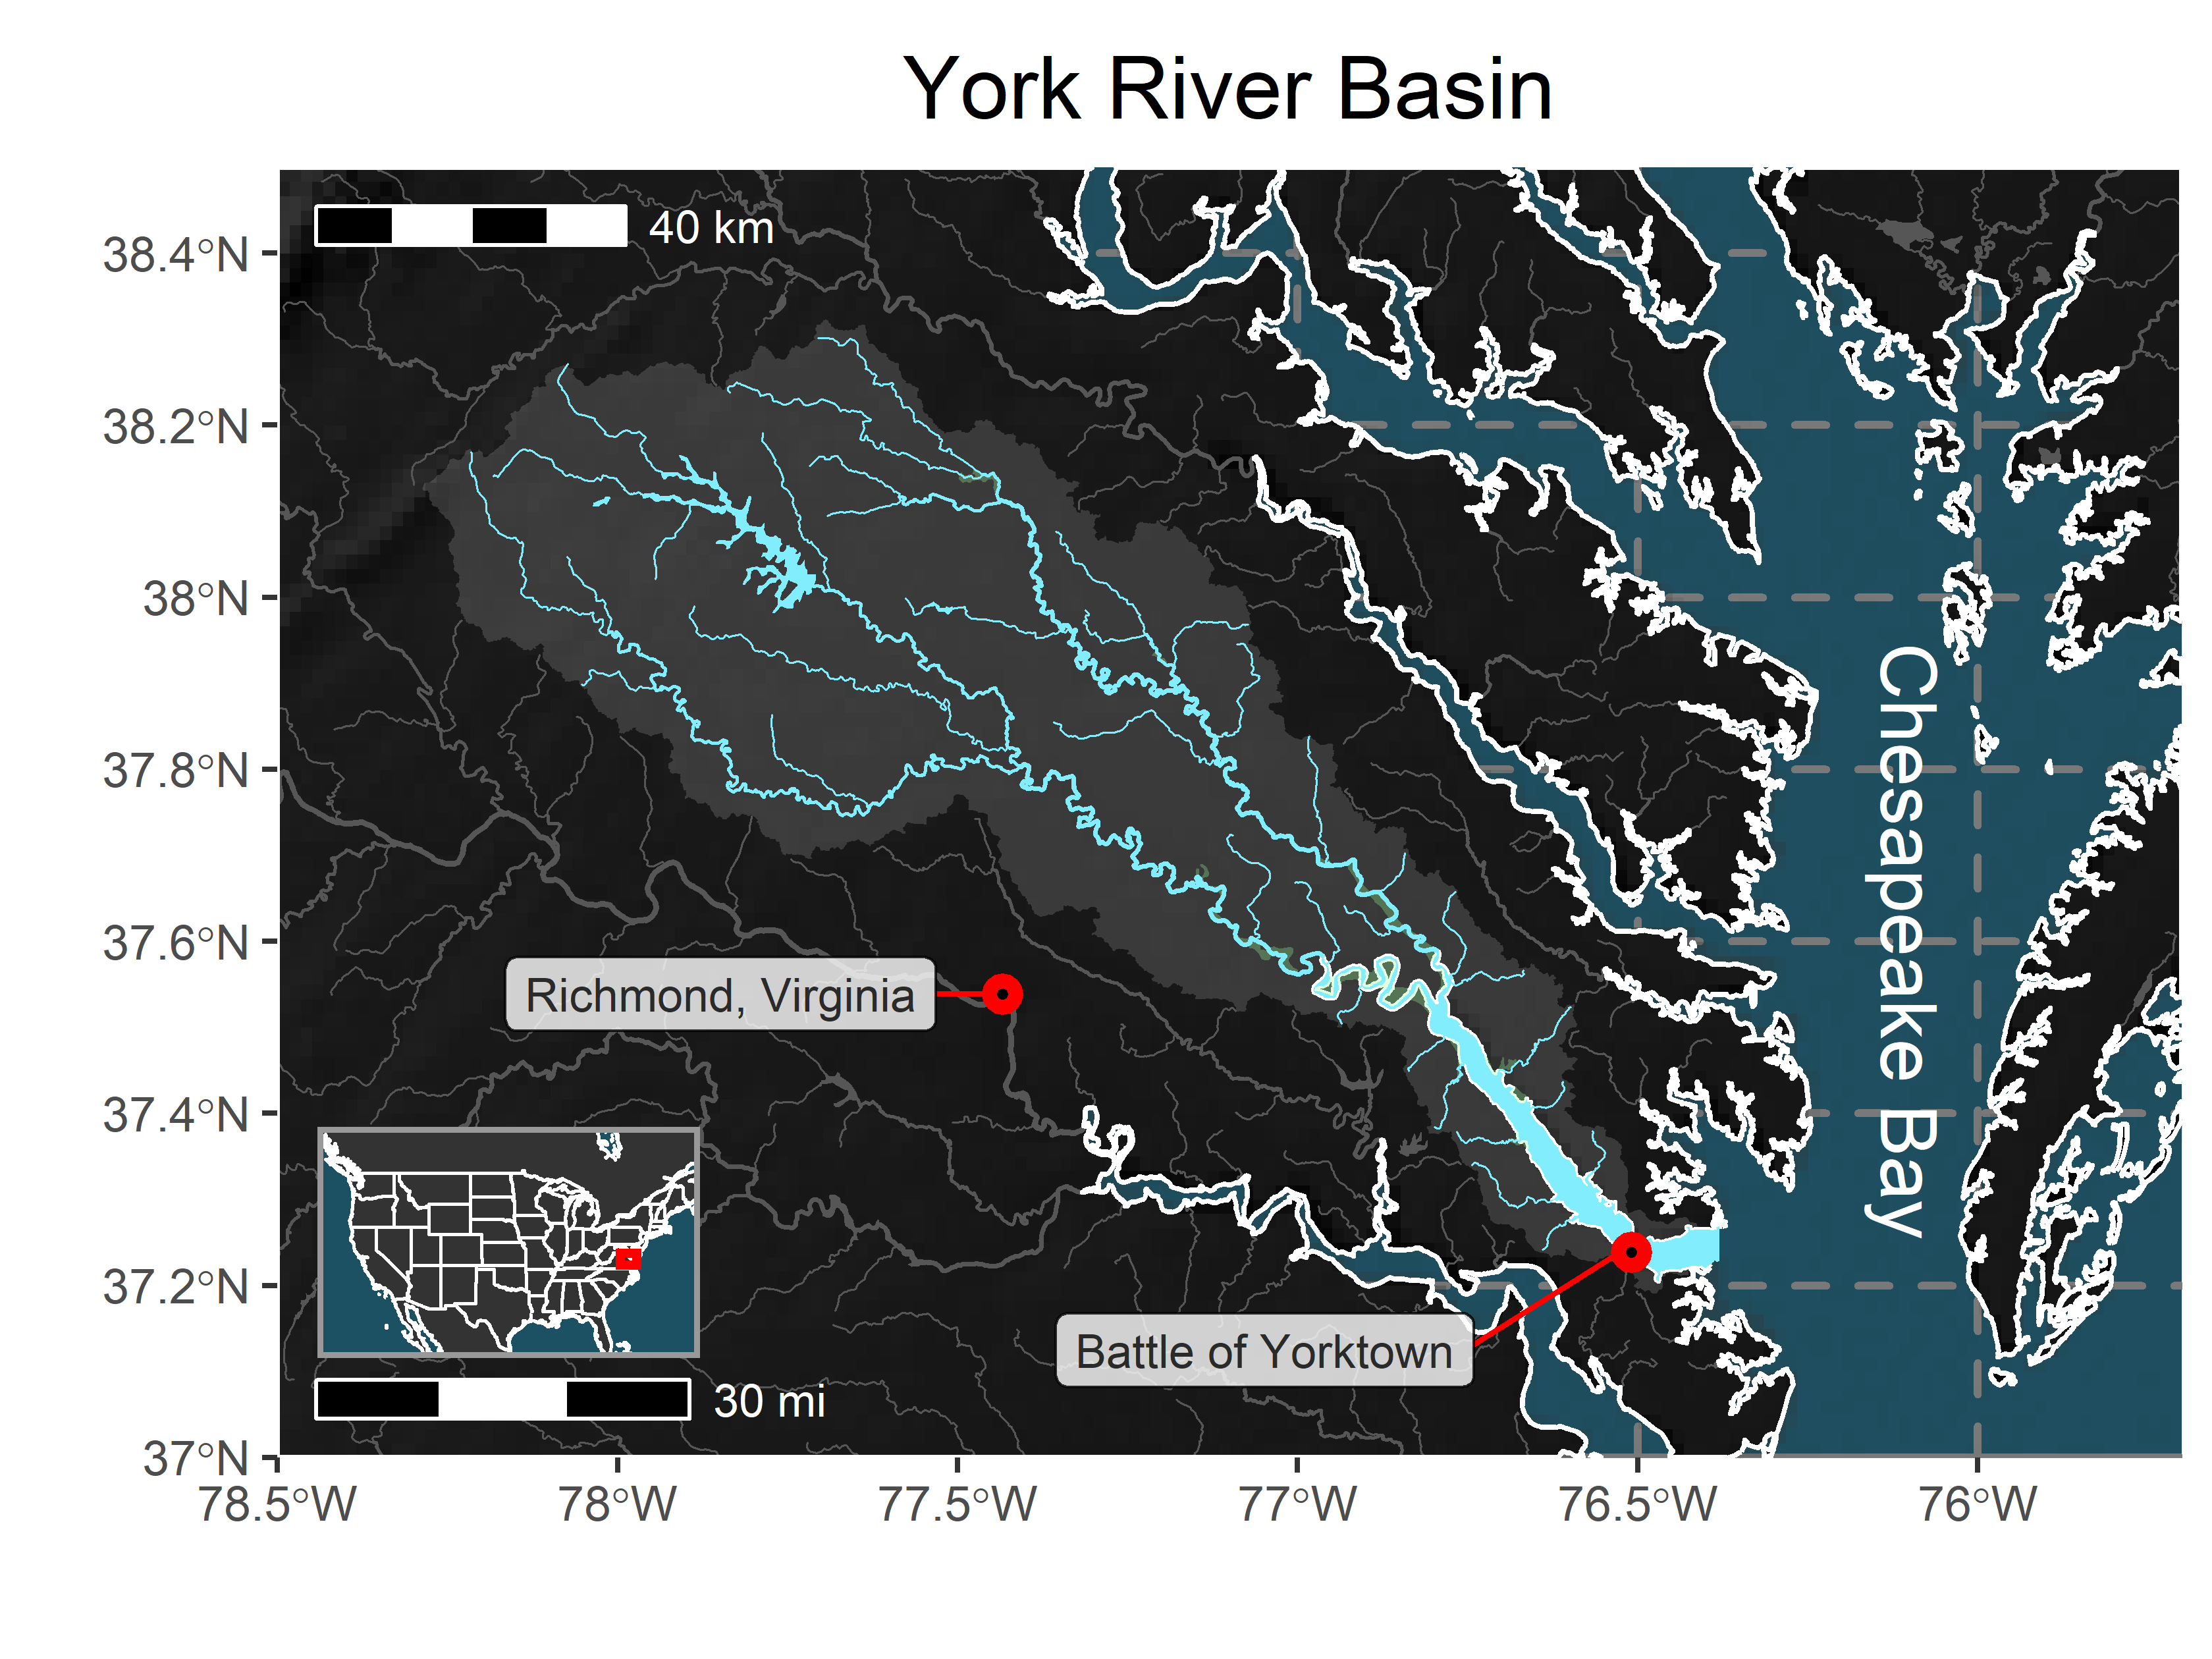 York River Basin
40 km
38.4°N
38.2°N
38°N
37.8°N
37.6°N
37.4°N
37.2°N
37°N
Chesapeake Bay
Richmond, Virginia
Battle of Yorktown
30 mi
78.5°W
78°W
77.5°W
77°W
76.5°W
76°W